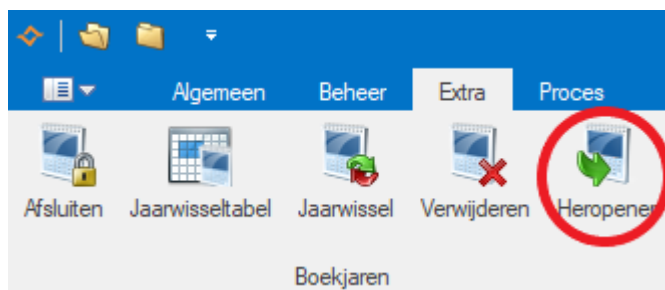 Algemeen Beheer Extra Proces
Afsluiten Jaarwisseltabel Jaarwissel Verwijderen Heropenen
Boekjaren